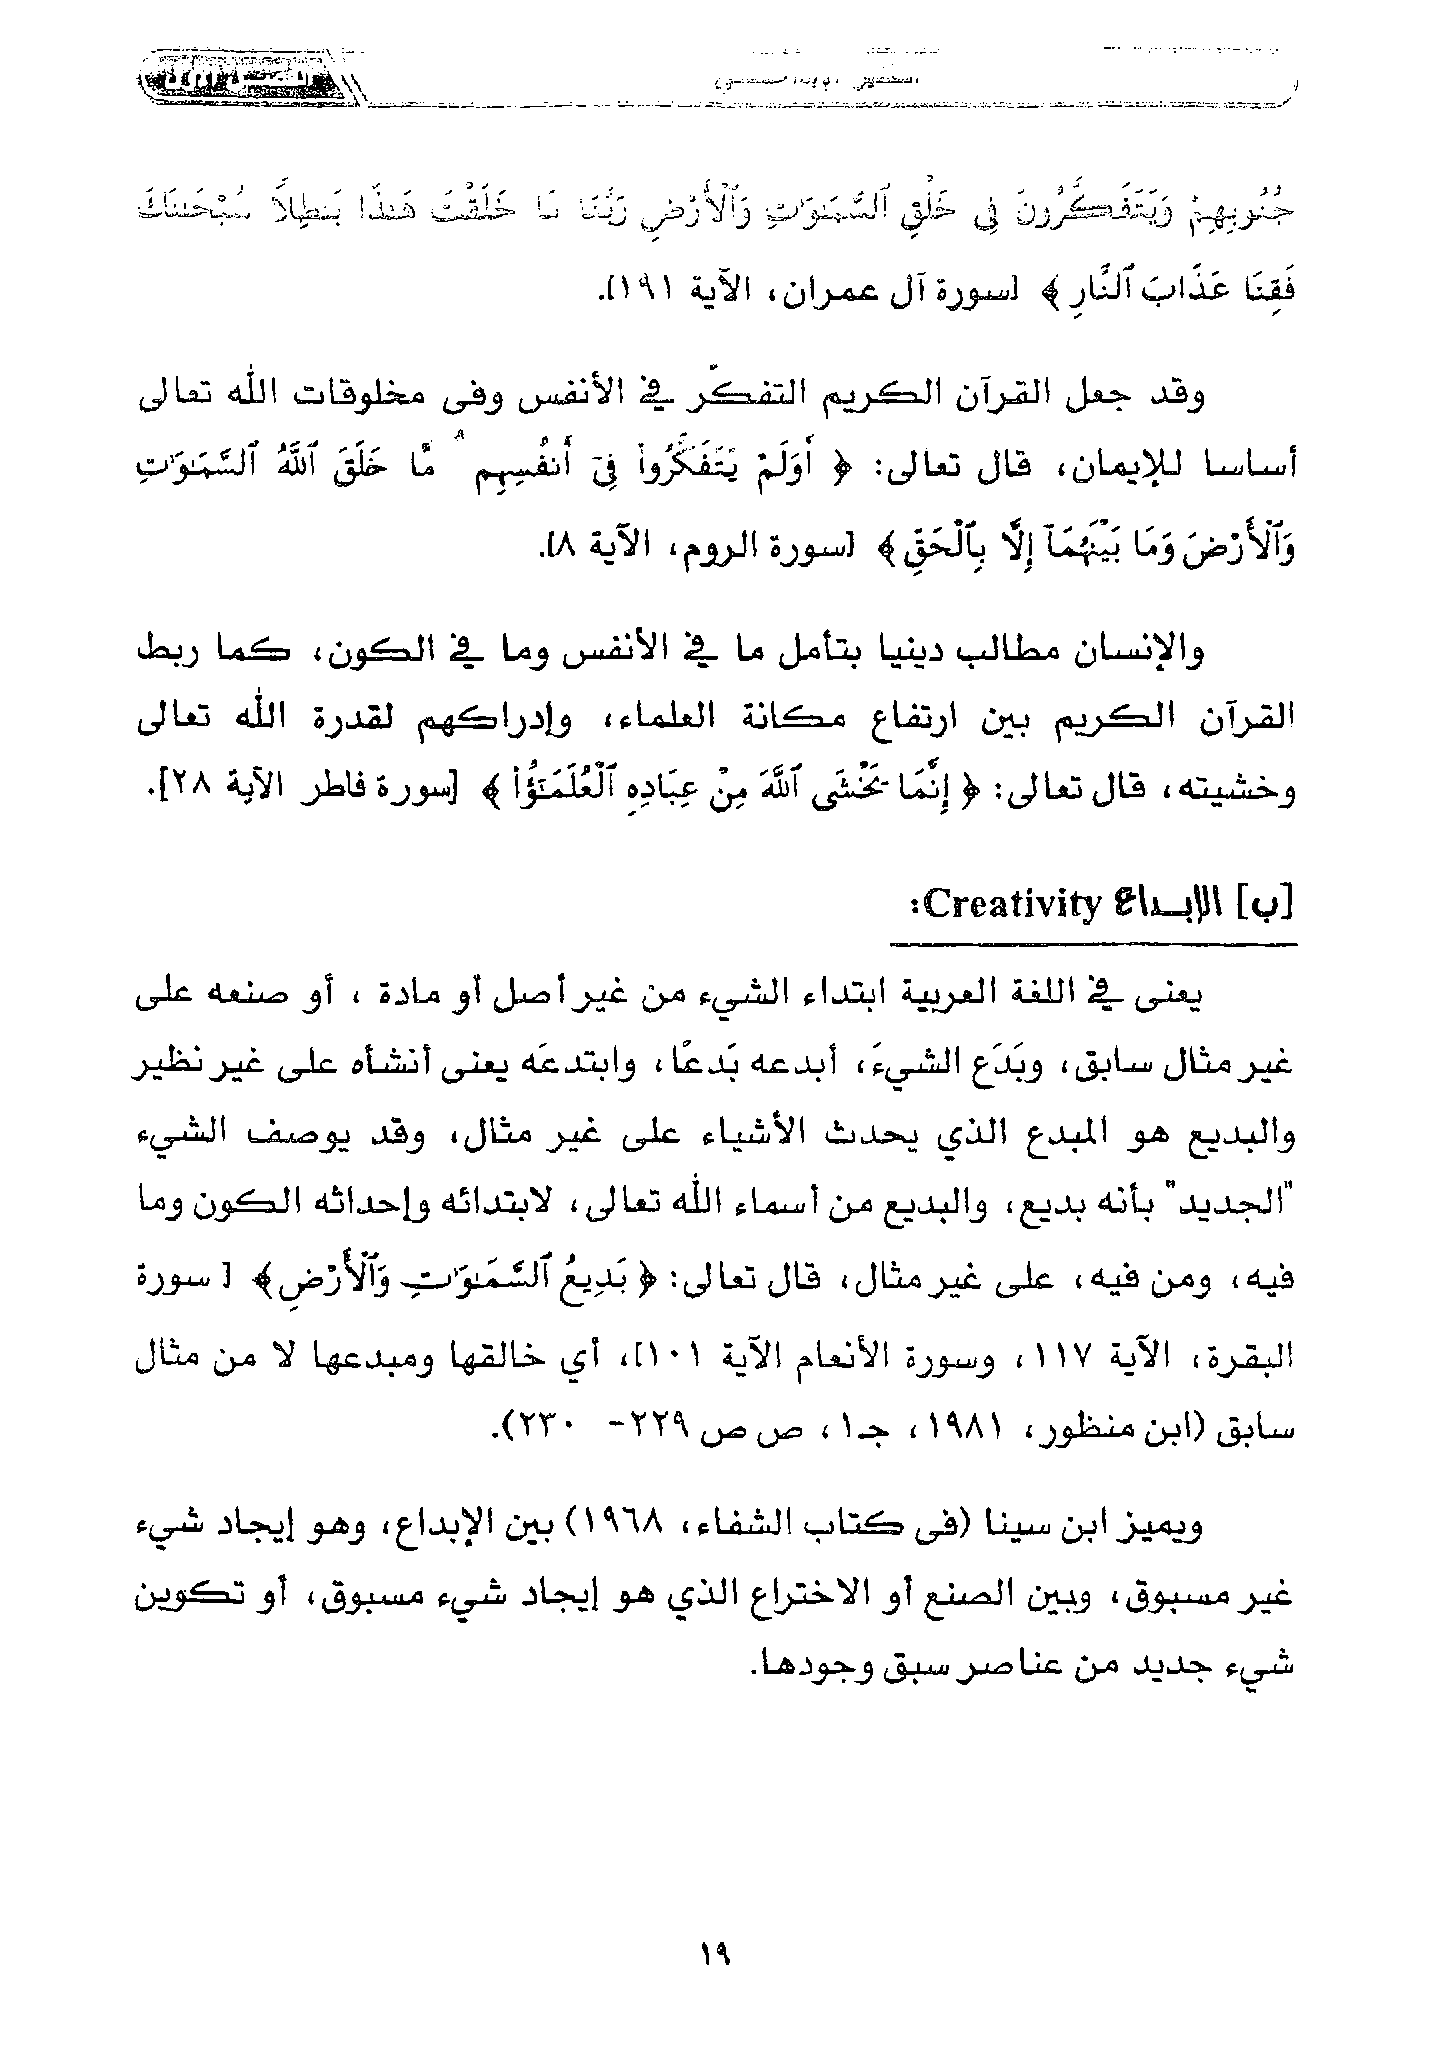 جُنُوبِهِمْ وَيَتَفَكَّرُونَ فِي خَلْقِ ٱلسَّمَٰوَٰتِ وَٱلْأَرْضِ رَبَّنَا مَا خَلَقْتَ هَٰذَا بَٰطِلًا سُبْحَٰنَكَ
فَقِنَا عَذَابَ ٱلنَّارِ ﴾ [سورة آل عمران، الآية ١٩١].
وقد جعل القرآن الكريم التفكّر في الأنفس وفى مخلوقات الله تعالى
أساسا للإيمان، قال تعالى: ﴿ أَوَلَمْ يَتَفَكَّرُوا۟ فِىٓ أَنفُسِهِم ۗ مَّا خَلَقَ ٱللَّهُ ٱلسَّمَٰوَٰتِ
وَٱلْأَرْضَ وَمَا بَيْنَهُمَآ إِلَّا بِٱلْحَقِّ ﴾ [سورة الروم، الآية ٨].
والإنسان مطالب دينيا بتأمل ما في الأنفس وما في الكون، كما ربط
القرآن الكريم بين ارتفاع مكانة العلماء، وإدراكهم لقدرة الله تعالى
وخشيته، قال تعالى: ﴿ إِنَّمَا يَخْشَى ٱللَّهَ مِنْ عِبَادِهِ ٱلْعُلَمَٰٓؤُا۟ ﴾ [سورة فاطر الآية ٢٨].
[ب] الإبداع Creativity:
يعنى في اللغة العربية ابتداء الشيء من غير أصل أو مادة ، أو صنعه على
غير مثال سابق، وبَدَع الشيءَ، أبدعه بَدعًا، وابتدعَه يعنى أنشأه على غير نظير
والبديع هو المبدع الذي يحدث الأشياء على غير مثال، وقد يوصف الشيء
"الجديد" بأنه بديع، والبديع من أسماء الله تعالى، لابتدائه وإحداثه الكون وما
فيه، ومن فيه، على غير مثال، قال تعالى: ﴿ بَدِيعُ ٱلسَّمَٰوَٰتِ وَٱلْأَرْضِ ﴾ [ سورة
البقرة، الآية ١١٧ ، وسورة الأنعام الآية ١٠١]، أي خالقها ومبدعها لا من مثال
سابق (ابن منظور، ١٩٨١، جـ١، ص ص ٢٢٩- ٢٣٠).
ويميز ابن سينا (فى كتاب الشفاء، ١٩٦٨) بين الإبداع، وهو إيجاد شيء
غير مسبوق، وبين الصنع أو الاختراع الذي هو إيجاد شيء مسبوق، أو تكوين
شيء جديد من عناصر سبق وجودها.
١٩